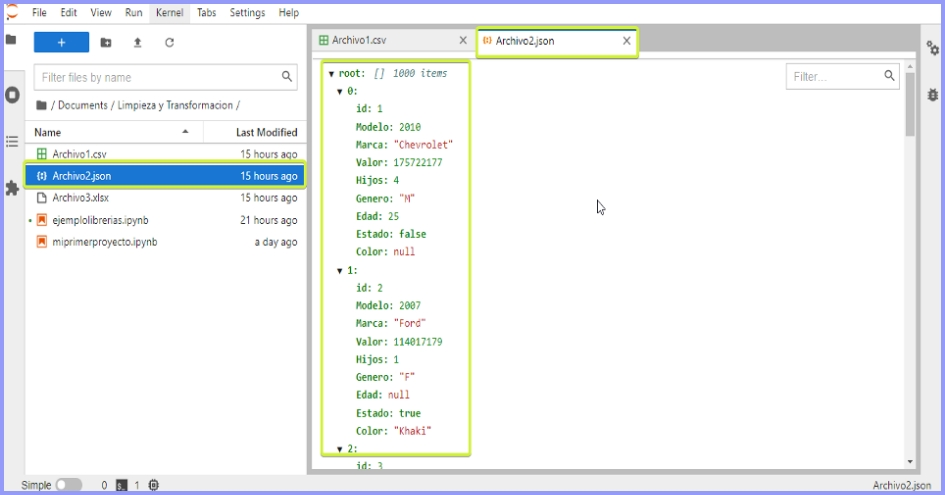 File Edit View Run Kernel Tabs Settings Help
+
Filter files by name
/ Documents / Limpieza y Transformacion /
Name Last Modified
Archivo1.csv 15 hours ago
Archivo2.json 15 hours ago
Archivo3.xlsx 15 hours ago
ejemplolibrerias.ipynb 21 hours ago
miprimerproyecto.ipynb a day ago
Archivo1.csv
Archivo2.json
Filter...
root: [] 1000 items
0:
id: 1
Modelo: 2010
Marca: "Chevrolet"
Valor: 175722177
Hijos: 4
Genero: "M"
Edad: 25
Estado: false
Color: null
1:
id: 2
Modelo: 2007
Marca: "Ford"
Valor: 114017179
Hijos: 1
Genero: "F"
Edad: null
Estado: true
Color: "Khaki"
2:
id: 3
Simple 0 1 Archivo2.json